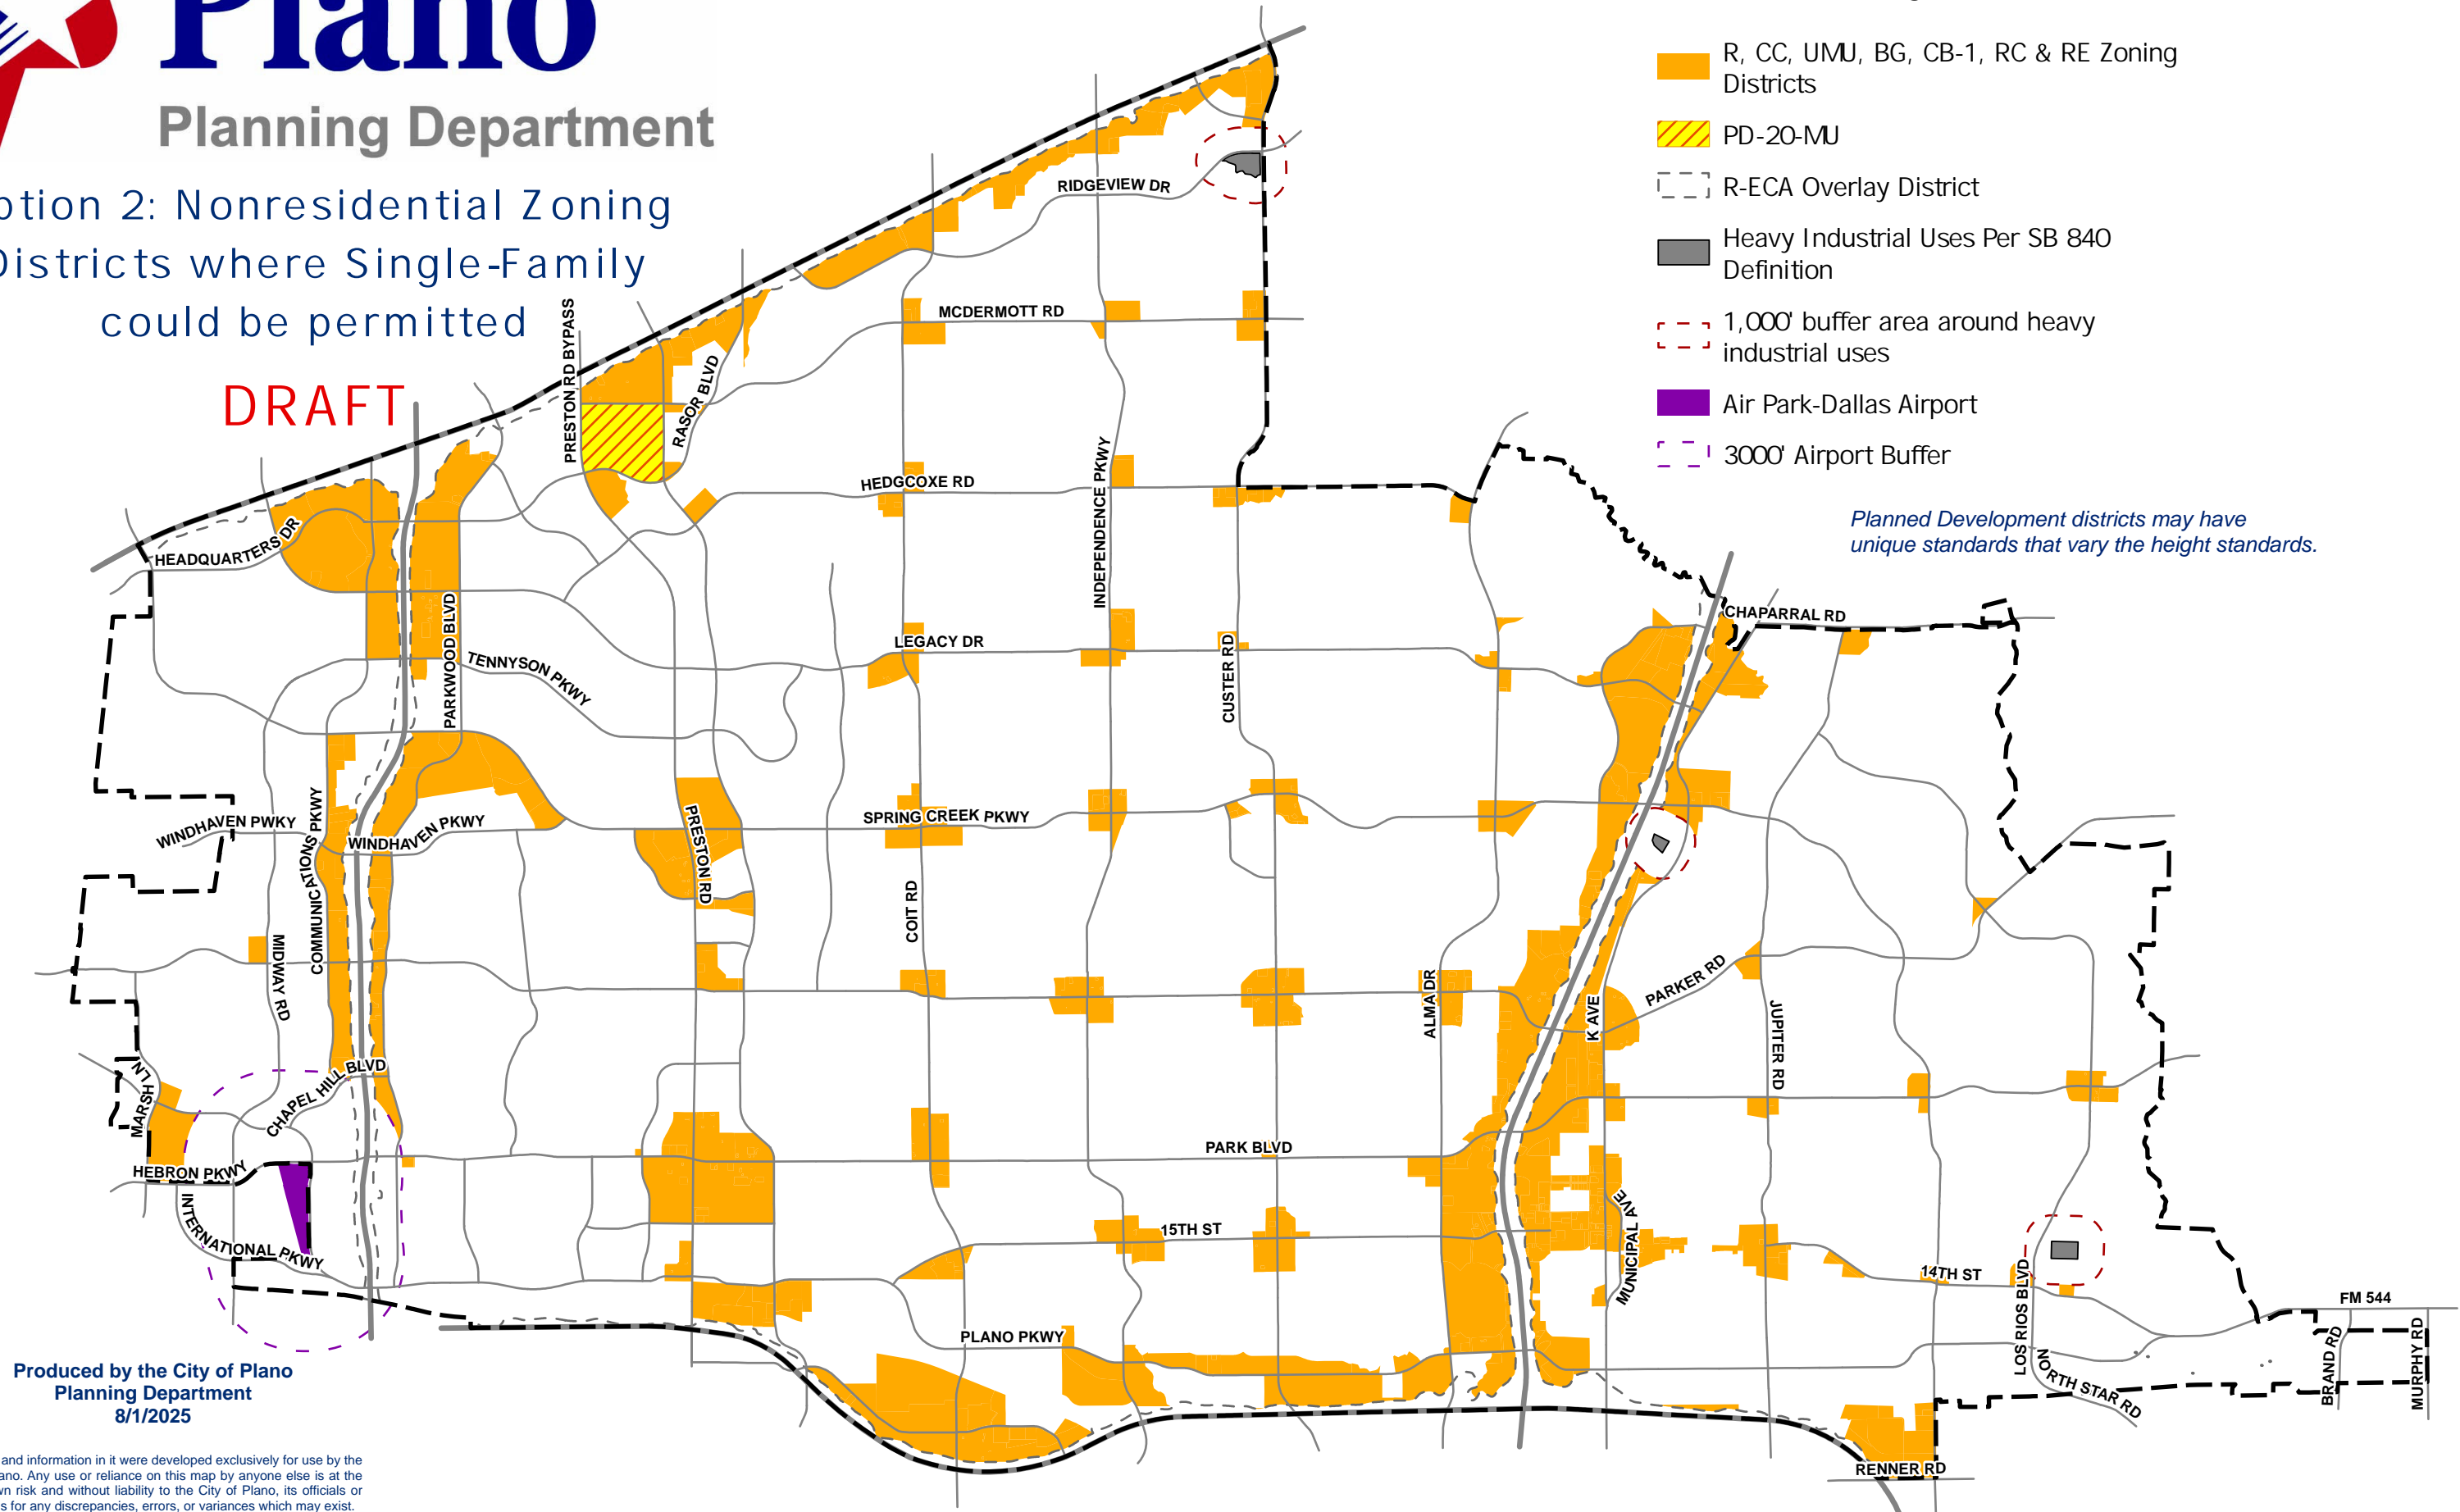 Plano
Planning Department
ption 2: Nonresidential Zoning
Districts where Single-Family
could be permitted
DRAFT
R, CC, UMU, BG, CB-1, RC & RE Zoning
Districts
PD-20-MU
R-ECA Overlay District
Heavy Industrial Uses Per SB 840
Definition
1,000' buffer area around heavy
industrial uses
Air Park-Dallas Airport
3000' Airport Buffer
Planned Development districts may have
unique standards that vary the height standards.
RIDGEVIEW DR
MCDERMOTT RD
PRESTON RD BYPASS
RASOR BLVD
HEDGCOXE RD
INDEPENDENCE PKWY
HEADQUARTERS DR
PARKWOOD BLVD
CHAPARRAL RD
LEGACY DR
TENNYSON PKWY
CUSTER RD
WINDHAVEN PWKY
COMMUNICATIONS PKWY
WINDHAVEN PKWY
PRESTON RD
SPRING CREEK PKWY
COIT RD
MIDWAY RD
ALMA DR
K AVE
PARKER RD
JUPITER RD
MARSH LN
CHAPEL HILL BLVD
HEBRON PKWY
PARK BLVD
INTERNATIONAL PKWY
15TH ST
MUNICIPAL AVE
14TH ST
LOS RIOS BLVD
FM 544
PLANO PKWY
NORTH STAR RD
BRAND RD
MURPHY RD
RENNER RD
Produced by the City of Plano
Planning Department
8/1/2025
and information in it were developed exclusively for use by the
ano. Any use or reliance on this map by anyone else is at the
wn risk and without liability to the City of Plano, its officials or
s for any discrepancies, errors, or variances which may exist.